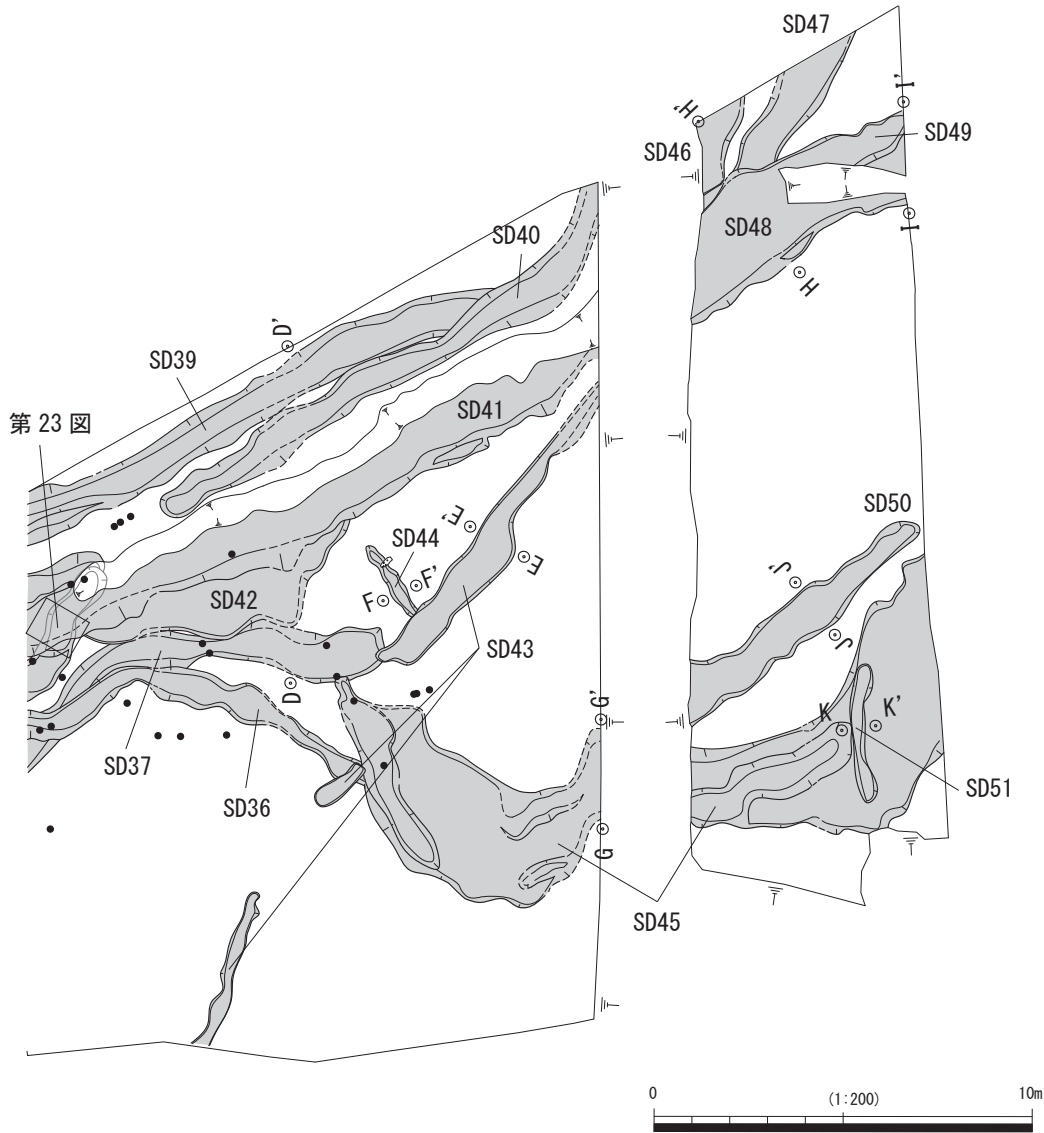 SD47
I'
H'
SD49
SD46
SD40
SD48
I
H
D'
SD39
SD41
第 23 図
SD50
E'
SD44
E
F'
J'
F
SD42
J
SD43
D
G'
K
K'
SD37
SD36
SD51
G
SD45
0
(1:200)
10m